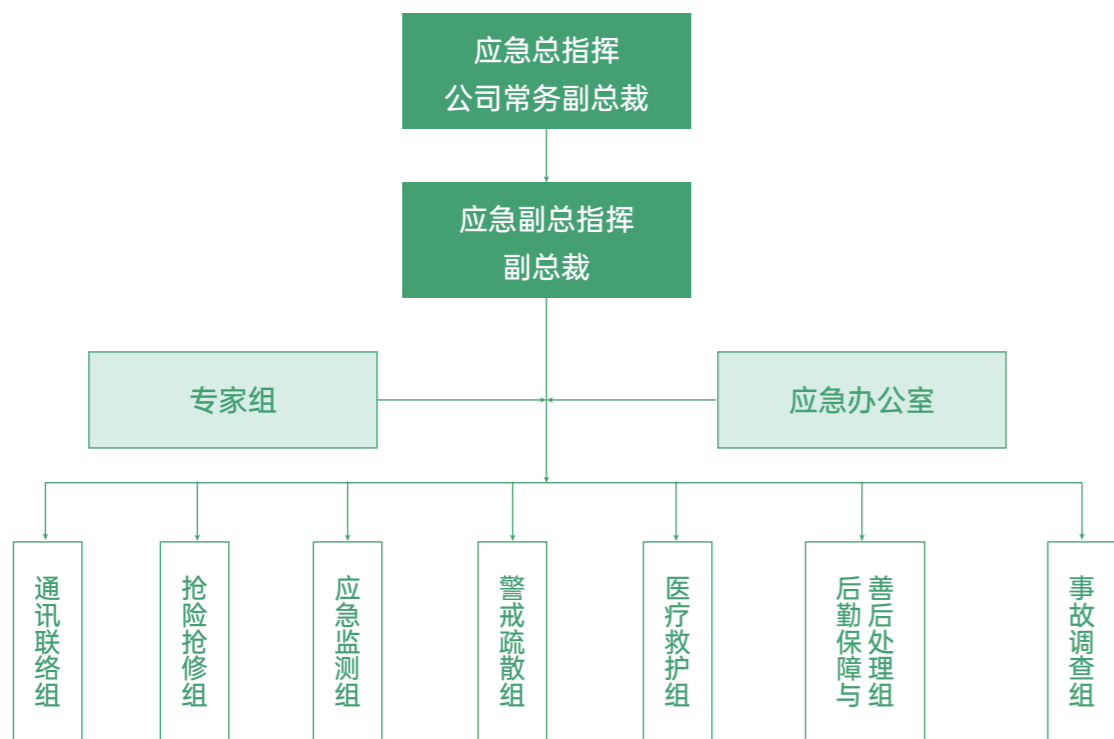 应急总指挥
公司常务副总裁
应急副总指挥
副总裁
专家组
应急办公室
通讯联络组
抢险抢修组
应急监测组
警戒疏散组
医疗救护组
后勤保障与
善后处理组
事故调查组